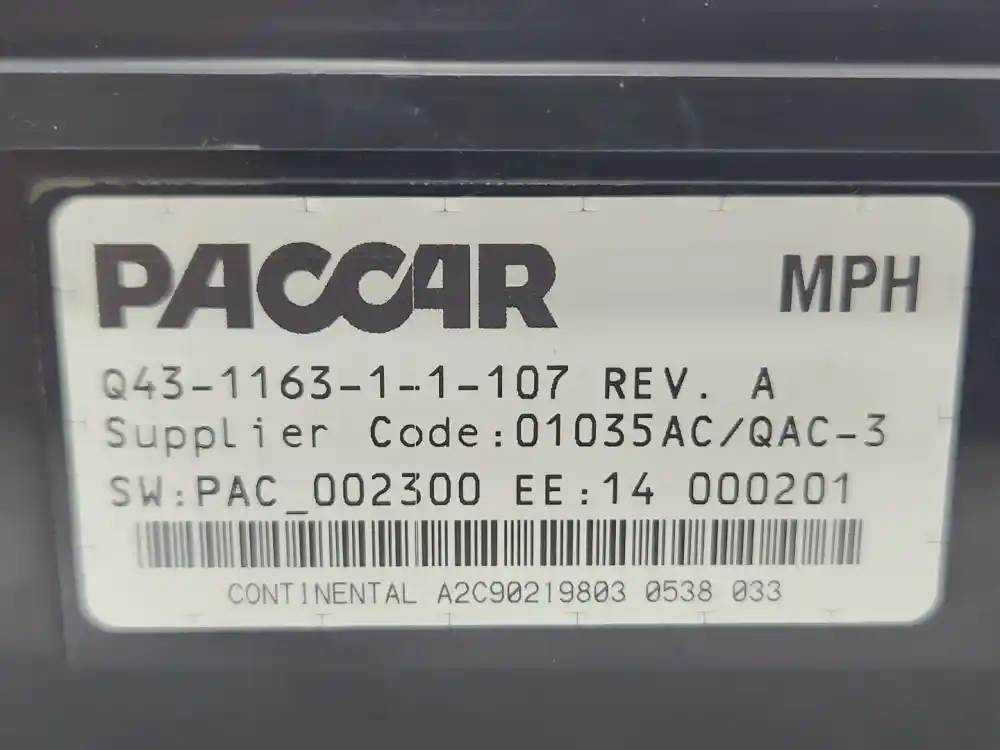 PACCAR MPH
Q43-1163-1-1-107 REV. A
Supplier Code:01035AC/QAC-3
SW:PAC_002300 EE:14 000201
CONTINENTAL A2C90219803 0538 033